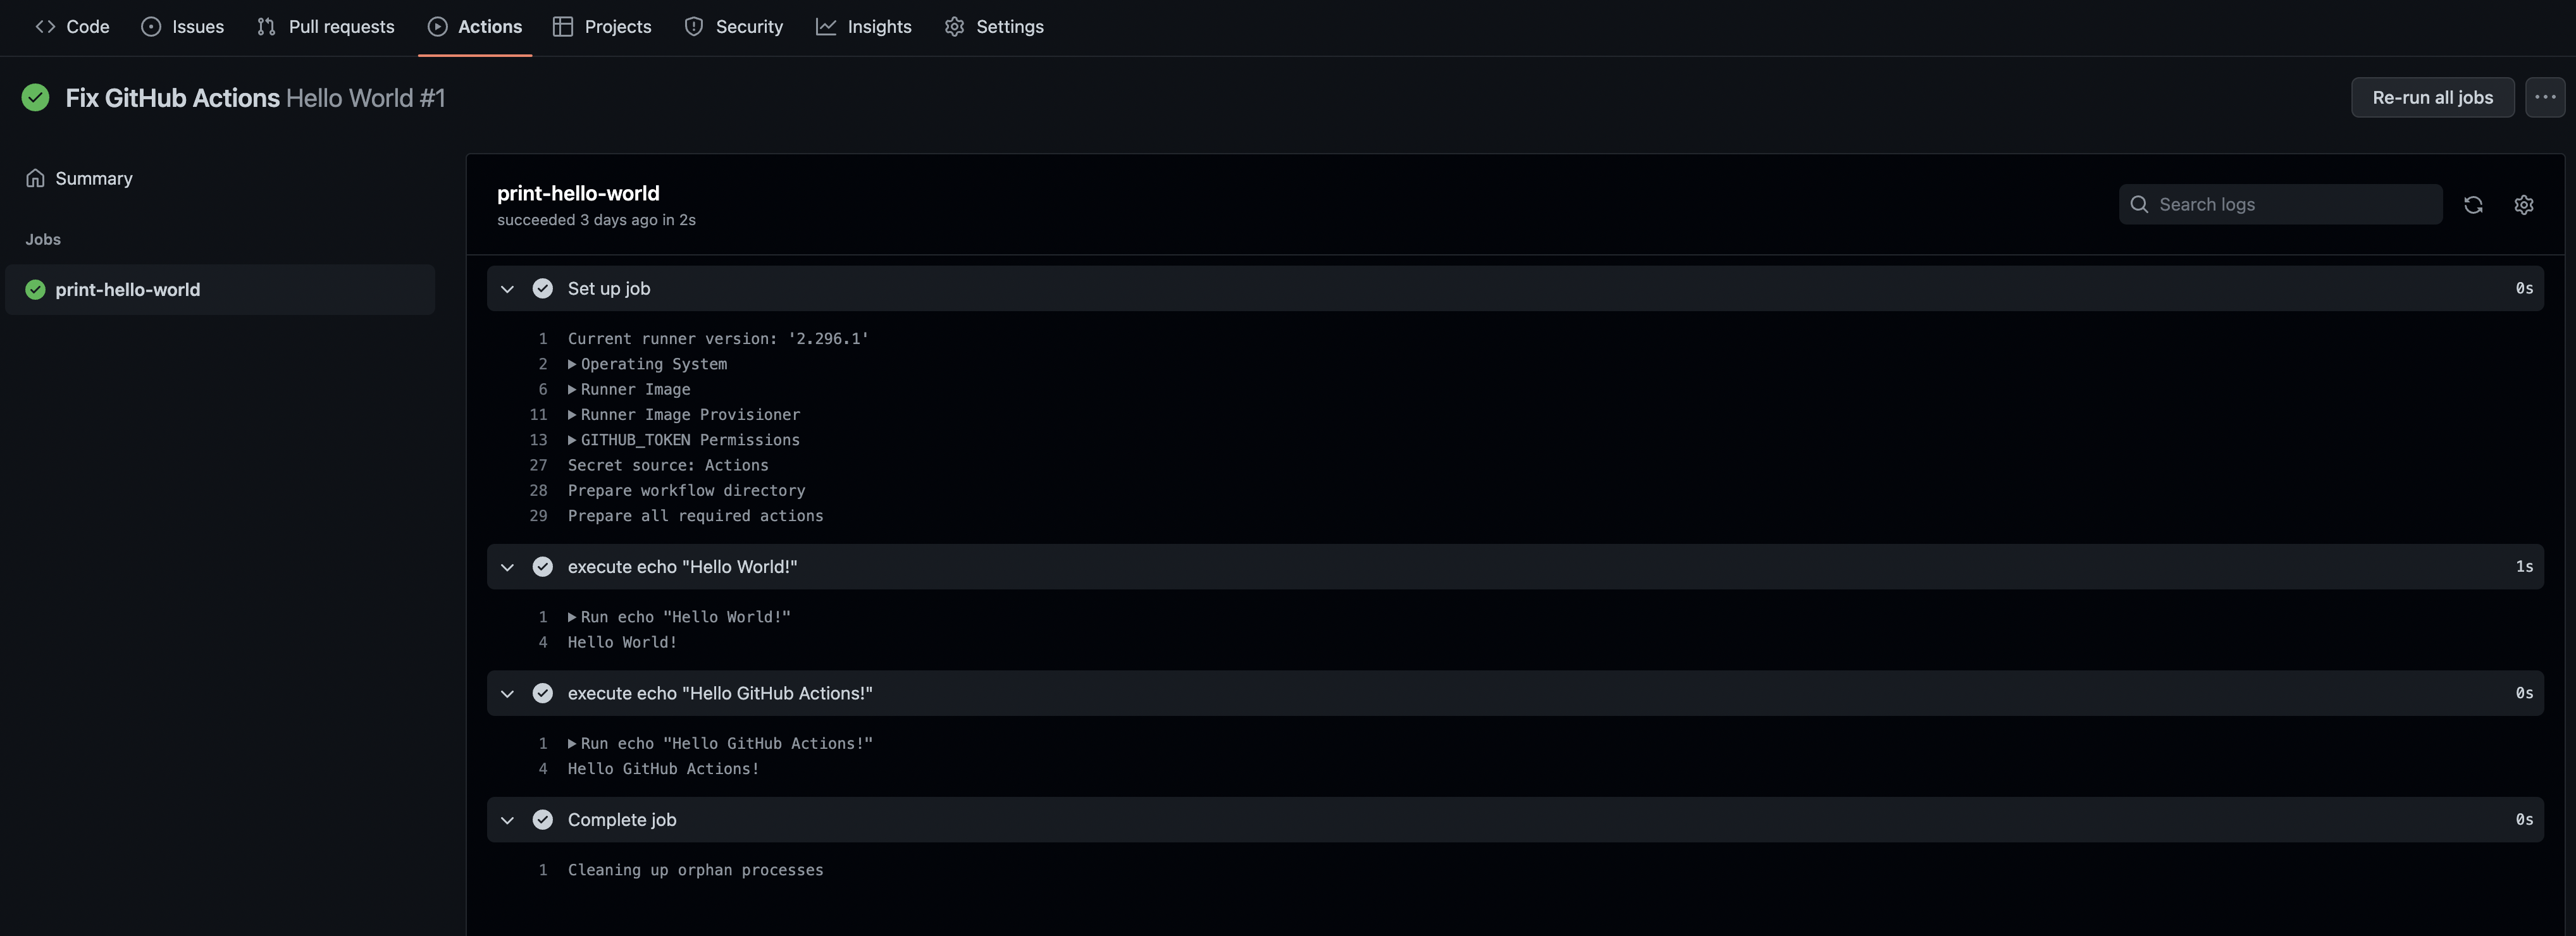 Code Issues Pull requests Actions Projects Security Insights Settings
Fix GitHub Actions Hello World #1
Re-run all jobs
Summary
Jobs
print-hello-world
print-hello-world
succeeded 3 days ago in 2s
Search logs
Set up job 0s
1 Current runner version: '2.296.1'
2 Operating System
6 Runner Image
11 Runner Image Provisioner
13 GITHUB_TOKEN Permissions
27 Secret source: Actions
28 Prepare workflow directory
29 Prepare all required actions
execute echo "Hello World!" 1s
1 Run echo "Hello World!"
4 Hello World!
execute echo "Hello GitHub Actions!" 0s
1 Run echo "Hello GitHub Actions!"
4 Hello GitHub Actions!
Complete job 0s
1 Cleaning up orphan processes